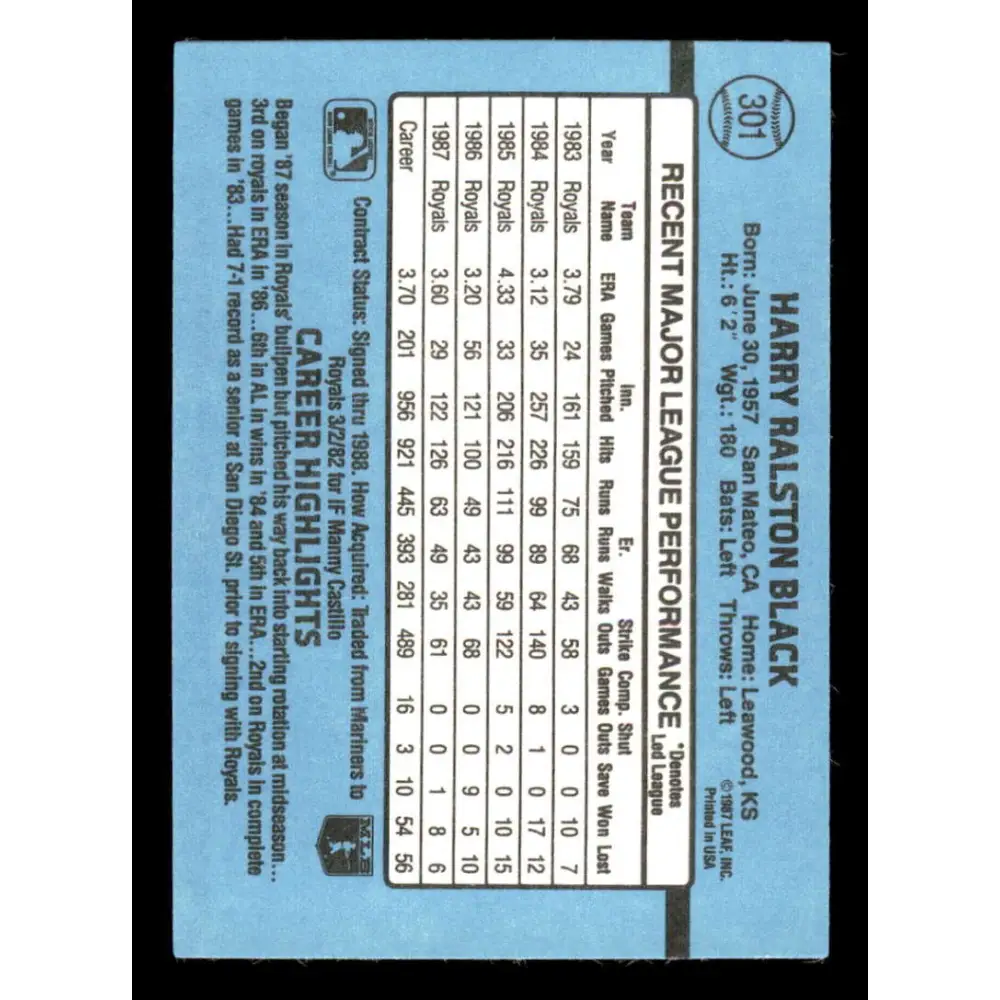 301
HARRY RALSTON BLACK
Born: June 30, 1957 San Mateo, CA Home: Leawood, KS
Ht.: 6'2" Wgt.: 180 Bats: Left Throws: Left
©1987 LEAF, INC.
Printed in USA
RECENT MAJOR LEAGUE PERFORMANCE *Denotes
Led League
Team Inn. Er. Strike Comp. Shut
Year Name ERA Games Pitched Hits Runs Runs Walks Outs Games Outs Save Won Lost
1983 Royals 3.79 24 161 159 75 68 43 58 3 0 0 10 7
1984 Royals 3.12 35 257 226 99 89 64 140 8 1 0 17 12
1985 Royals 4.33 33 206 216 111 99 59 122 5 2 0 10 15
1986 Royals 3.20 56 121 100 49 43 43 68 0 0 9 5 10
1987 Royals 3.60 29 122 126 63 49 35 61 0 0 1 8 6
Career 3.70 201 956 921 445 393 281 489 16 3 10 54 56
Contract Status: Signed thru 1988. How Acquired: Traded from Mariners to
Royals 3/2/82 for IF Manny Castillo
MLB
CAREER HIGHLIGHTS
Began '87 season in Royals' bullpen but pitched his way back into starting rotation at midseason...
3rd on royals in ERA in '86...6th in AL in wins in '84 and 5th in ERA...2nd on Royals in complete
games in '83...Had 7-1 record as a senior at San Diego St. prior to signing with Royals.